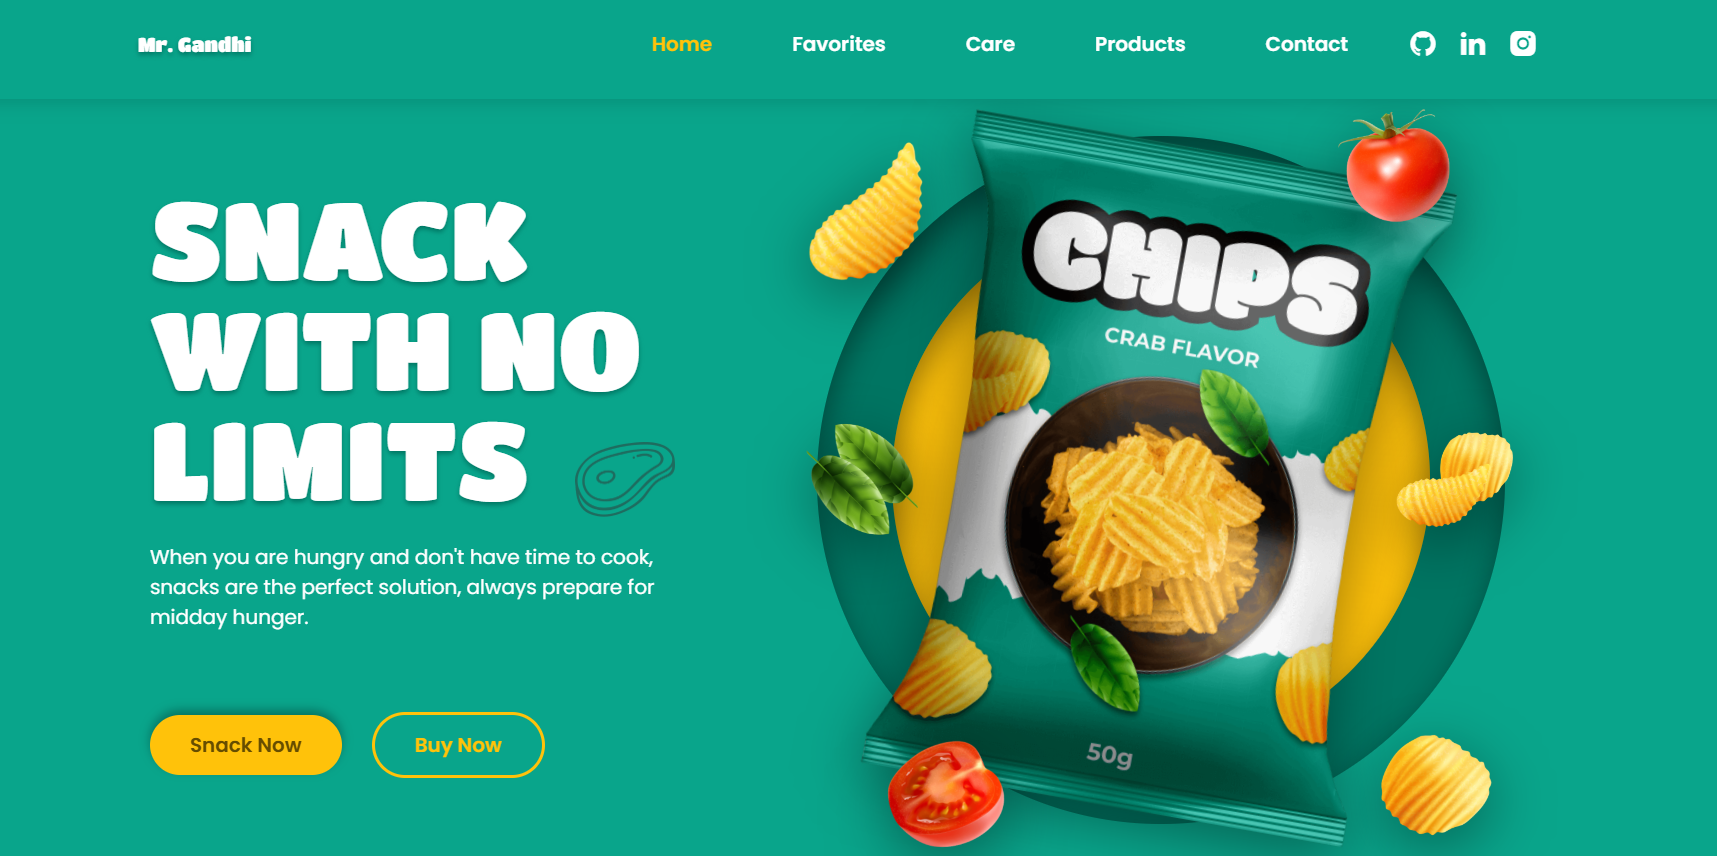 Mr. Gandhi
Home
Favorites
Care
Products
Contact
SNACK
WITH NO
LIMITS
When you are hungry and don't have time to cook,
snacks are the perfect solution, always prepare for
midday hunger.
Snack Now
Buy Now
CHIPS
CRAB FLAVOR
50g